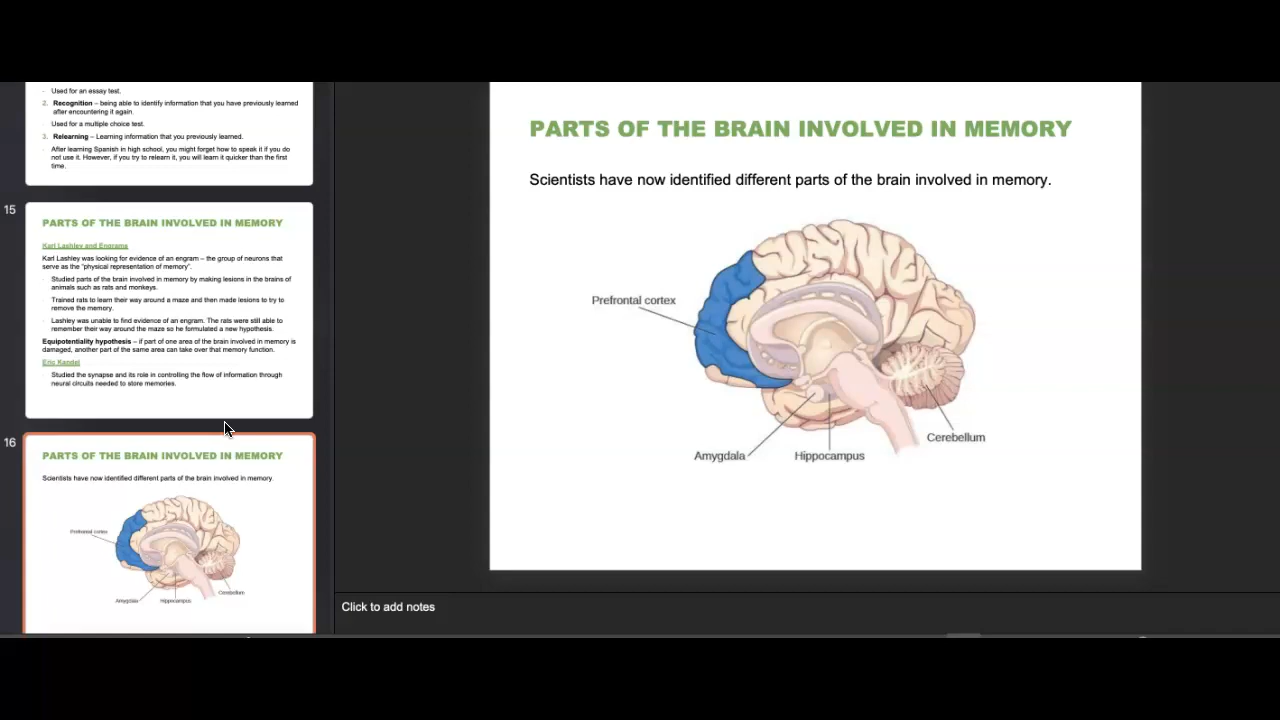 Used for an essay test.
2. Recognition – being able to identify information that you have previously learned
after encountering it again.
Used for a multiple choice test.
3. Relearning – Learning information that you previously learned.
After learning Spanish in high school, you might forget how to speak it if you do
not use it. However, if you try to relearn it, you will learn it quicker than the first
time.
15
PARTS OF THE BRAIN INVOLVED IN MEMORY
Karl Lashley and Engrams
Karl Lashley was looking for evidence of an engram – the group of neurons that
serve as the “physical representation of memory”.
Studied parts of the brain involved in memory by making lesions in the brains of
animals such as rats and monkeys.
Trained rats to learn their way around a maze and then made lesions to try to
remove the memory.
Lashley was unable to find evidence of an engram. The rats were still able to
remember their way around the maze so he formulated a new hypothesis.
Equipotentiality hypothesis – if part of one area of the brain involved in memory is
damaged, another part of the same area can take over that memory function.
Eric Kandel
Studied the synapse and its role in controlling the flow of information through
neural circuits needed to store memories.
16
PARTS OF THE BRAIN INVOLVED IN MEMORY
Scientists have now identified different parts of the brain involved in memory.
Prefrontal cortex
Cerebellum
Amygdala
Hippocampus
PARTS OF THE BRAIN INVOLVED IN MEMORY
Scientists have now identified different parts of the brain involved in memory.
Prefrontal cortex
Cerebellum
Amygdala
Hippocampus
Click to add notes